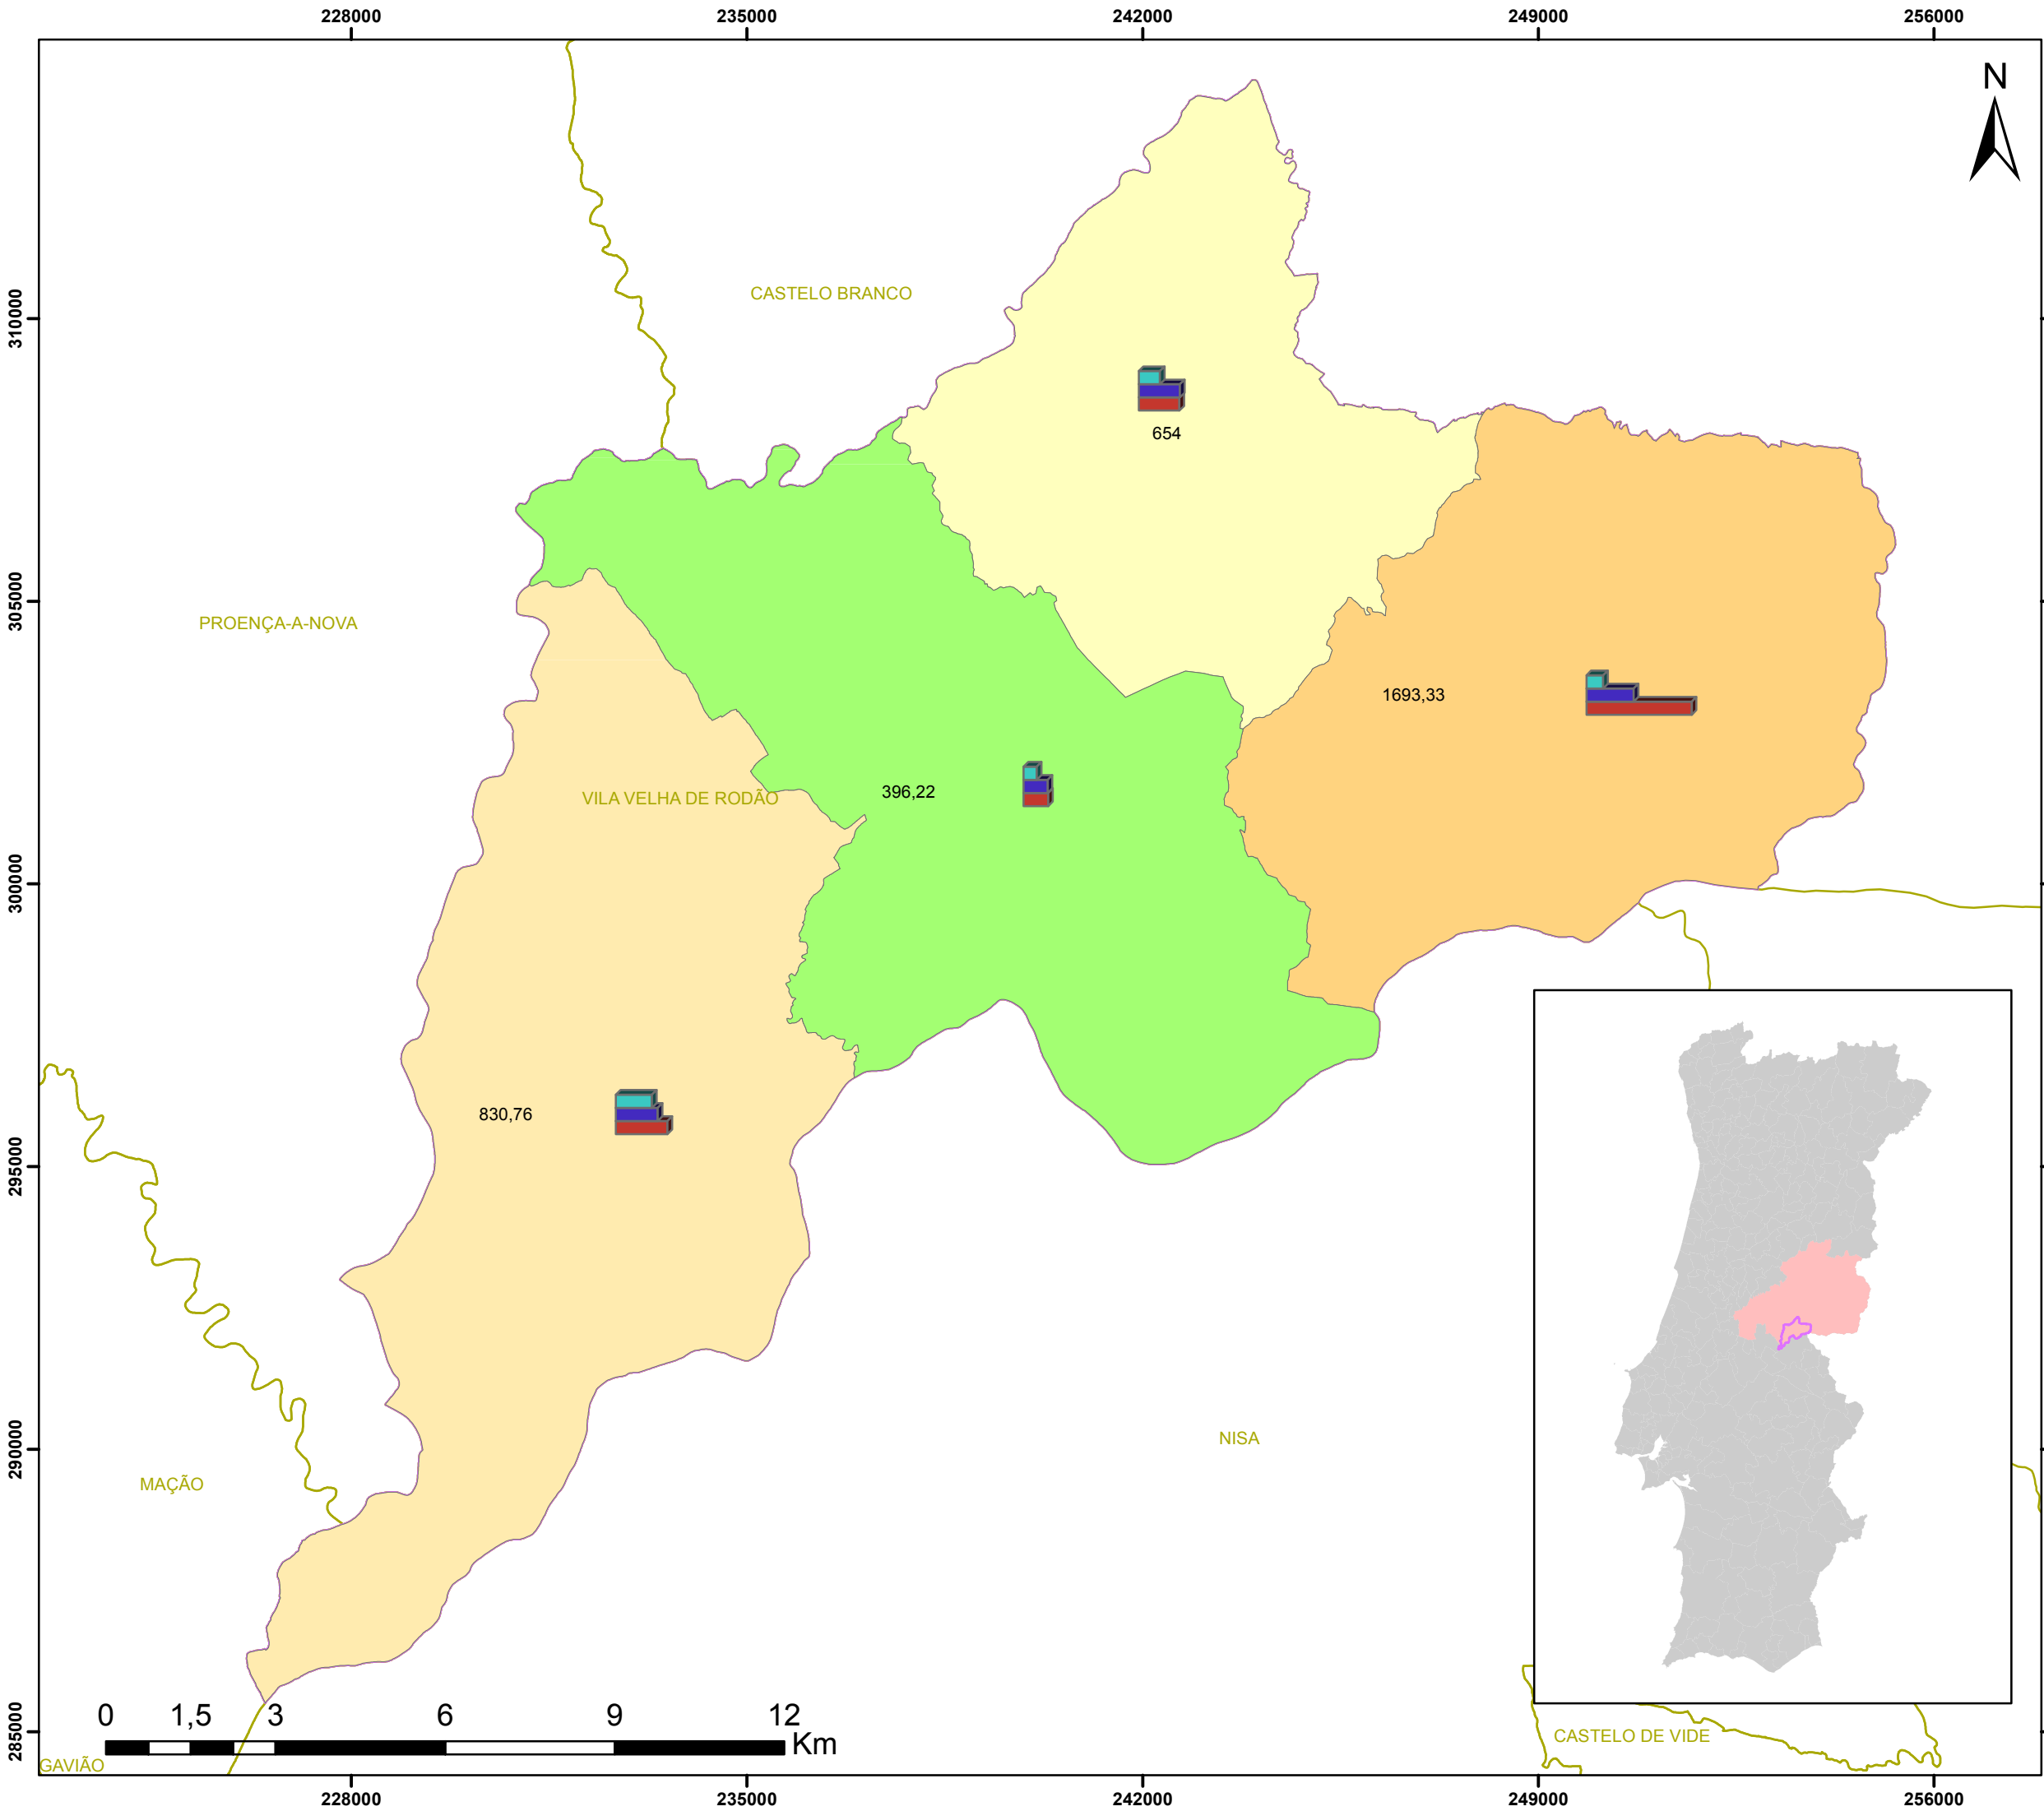 228000 235000 242000 249000 256000
N
310000
CASTELO BRANCO
654
305000
PROENÇA-A-NOVA
1693,33
396,22
VILA VELHA DE RODÃO
300000
830,76
295000
NISA
290000
MAÇÃO
0 1,5 3 6 9 12
Km
285000
CASTELO DE VIDE
GAVIÃO
228000 235000 242000 249000 256000